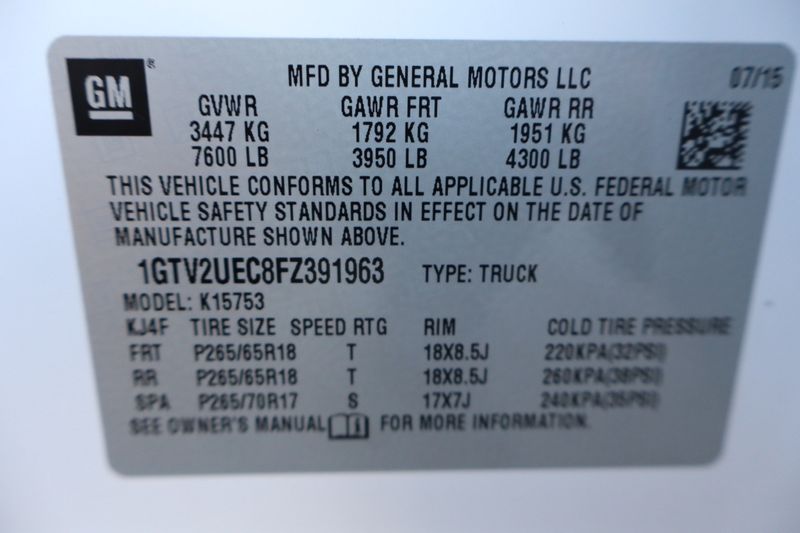 GM
MFD BY GENERAL MOTORS LLC 07/15
GVWR GAWR FRT GAWR RR
3447 KG 1792 KG 1951 KG
7600 LB 3950 LB 4300 LB
THIS VEHICLE CONFORMS TO ALL APPLICABLE U.S. FEDERAL MOTOR
VEHICLE SAFETY STANDARDS IN EFFECT ON THE DATE OF
MANUFACTURE SHOWN ABOVE.
1GTV2UEC8FZ391963 TYPE: TRUCK
MODEL: K15753
KJ4F TIRE SIZE SPEED RTG RIM COLD TIRE PRESSURE
FRT P265/65R18 T 18X8.5J 220KPA(32PSI)
RR P265/65R18 T 18X8.5J 260KPA(38PSI)
SPA P265/70R17 S 17X7J 240KPA(35PSI)
SEE OWNER'S MANUAL FOR MORE INFORMATION.